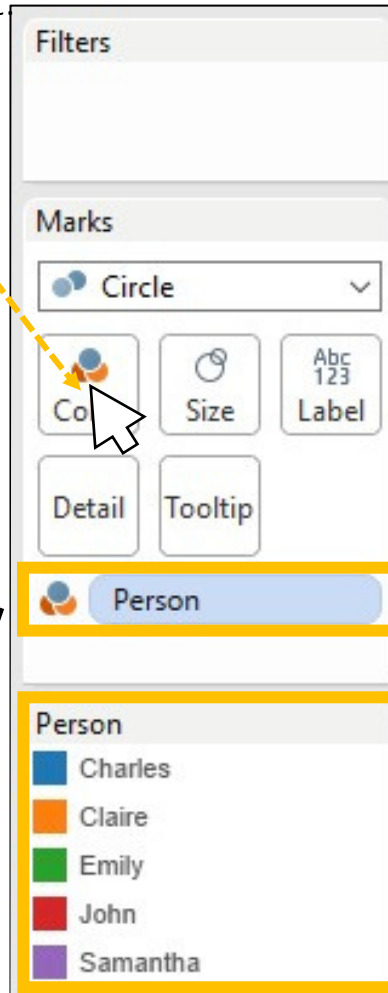 Filters
Marks
Circle
Co
Size
Abc
123
Label
Detail
Tooltip
Person
Person
Charles
Claire
Emily
John
Samantha